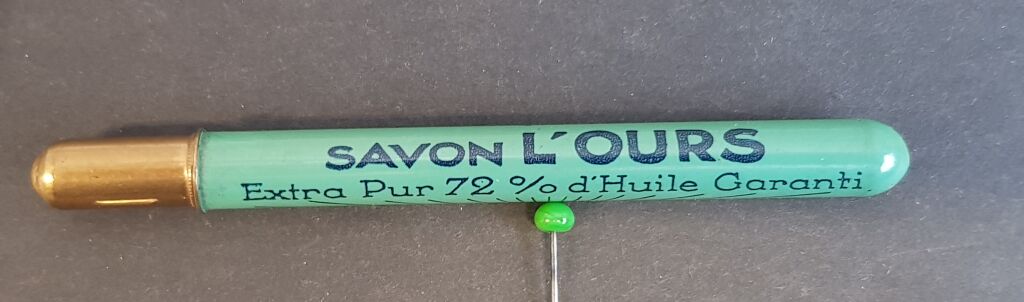 SAVON L'OURS
Extra Pur 72 % d'Huile Garanti